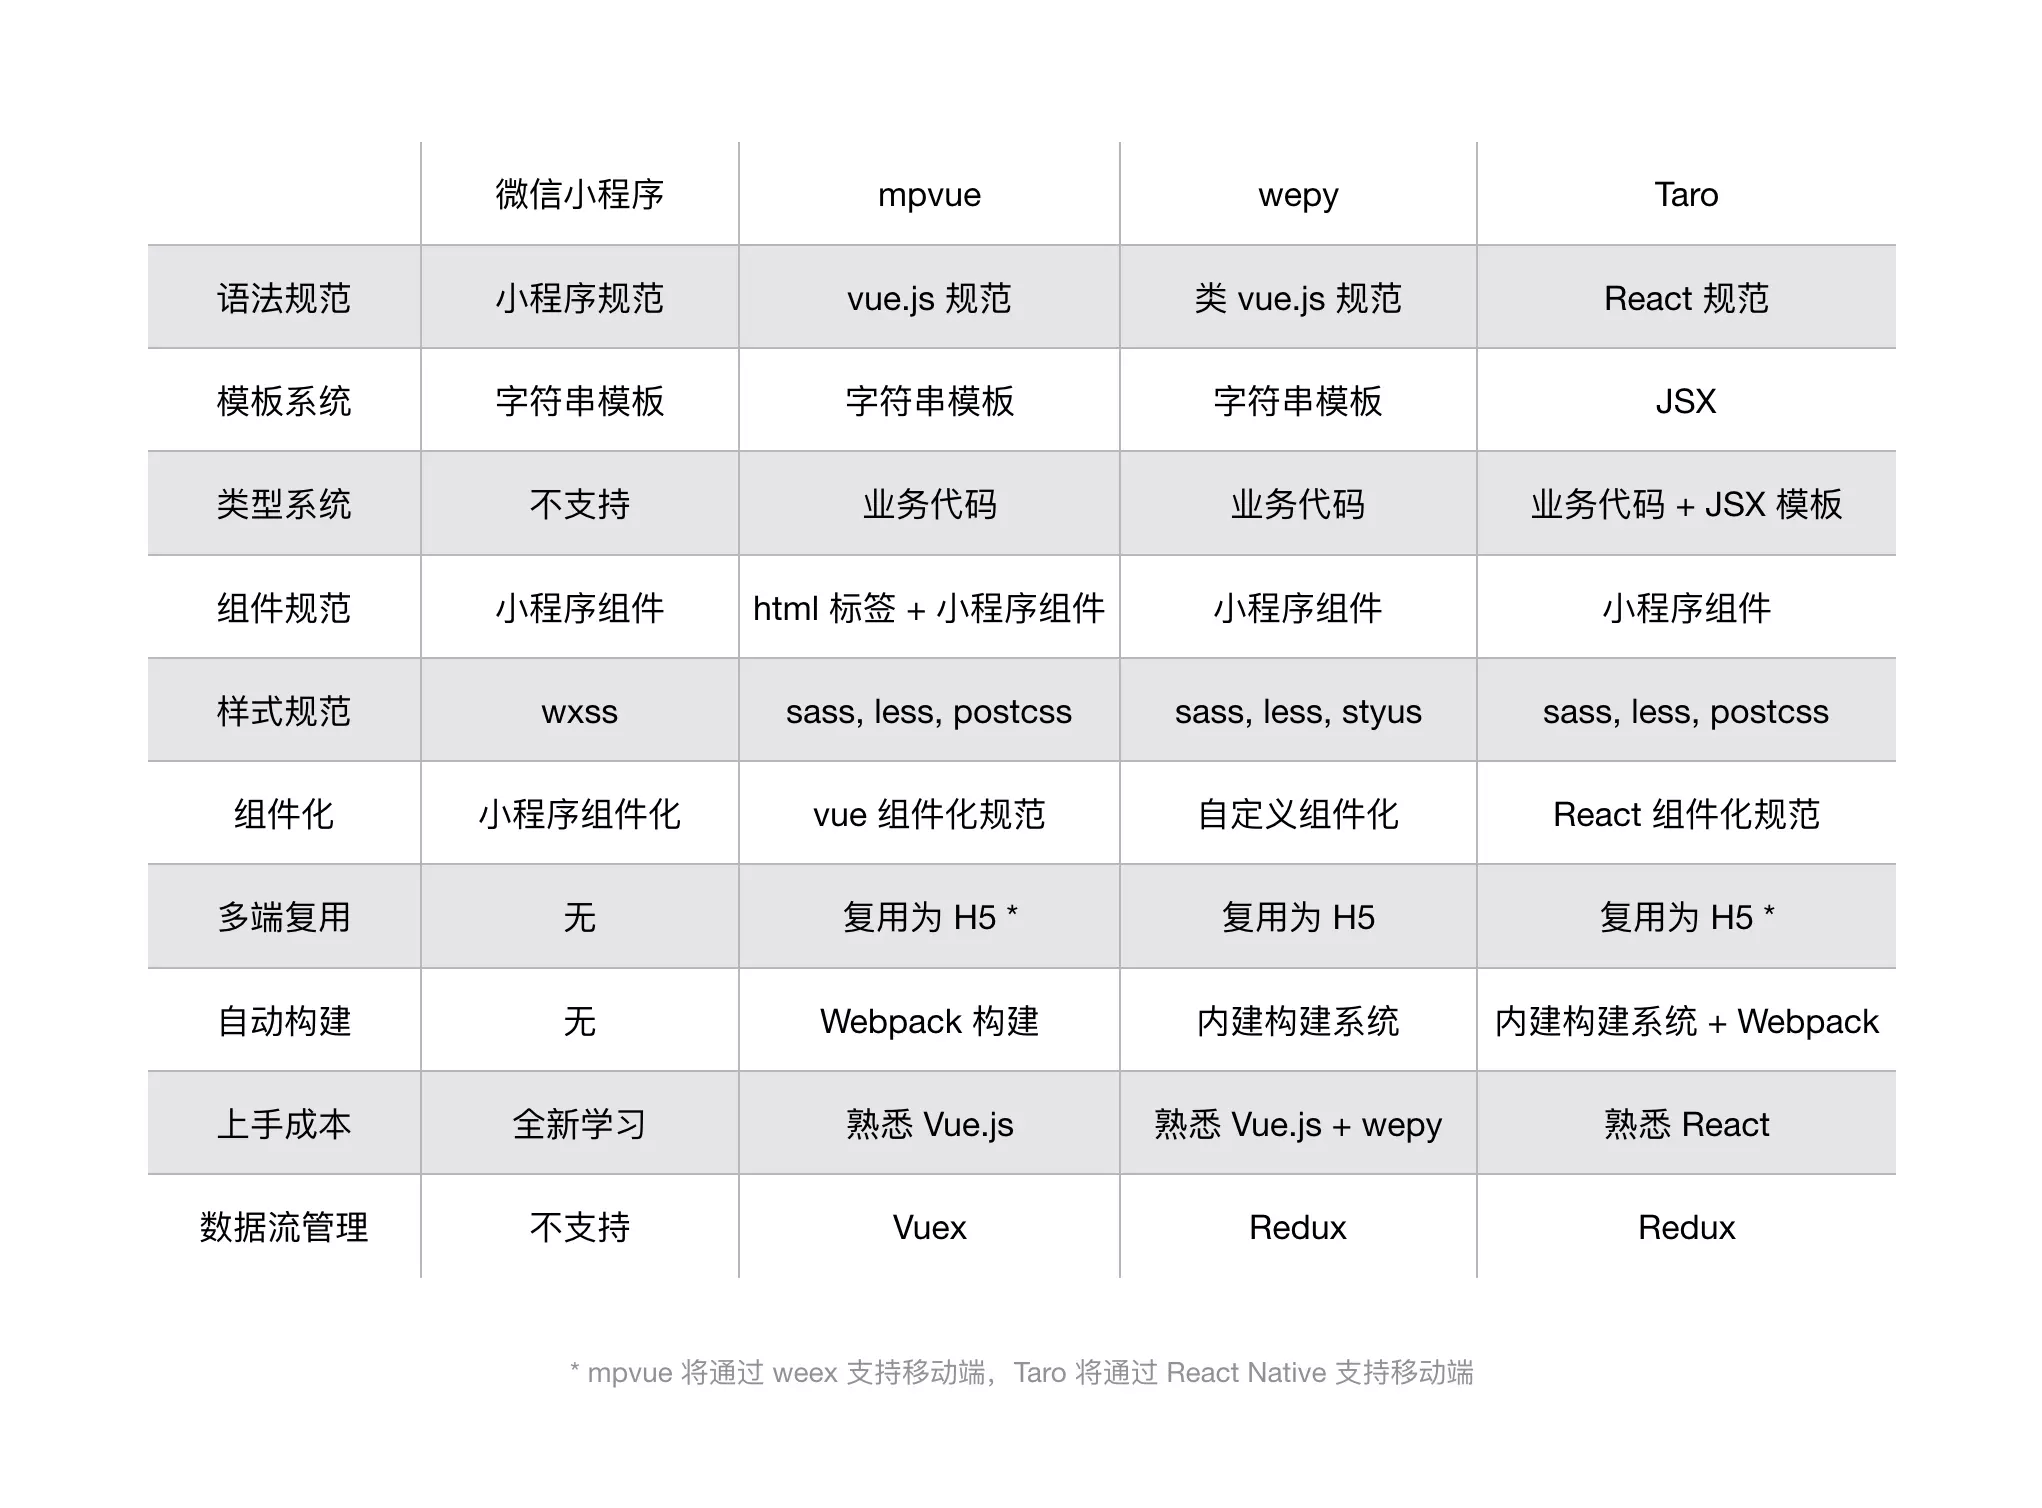 微信小程序 mpvue wepy Taro
语法规范 小程序规范 vue.js 规范 类 vue.js 规范 React 规范
模板系统 字符串模板 字符串模板 字符串模板 JSX
类型系统 不支持 业务代码 业务代码 业务代码 + JSX 模板
组件规范 小程序组件 html 标签 + 小程序组件 小程序组件 小程序组件
样式规范 wxss sass, less, postcss sass, less, styus sass, less, postcss
组件化 小程序组件化 vue 组件化规范 自定义组件化 React 组件化规范
多端复用 无 复用为 H5 * 复用为 H5 复用为 H5 *
自动构建 无 Webpack 构建 内建构建系统 内建构建系统 + Webpack
上手成本 全新学习 熟悉 Vue.js 熟悉 Vue.js + wepy 熟悉 React
数据流管理 不支持 Vuex Redux Redux
* mpvue 将通过 weex 支持移动端，Taro 将通过 React Native 支持移动端